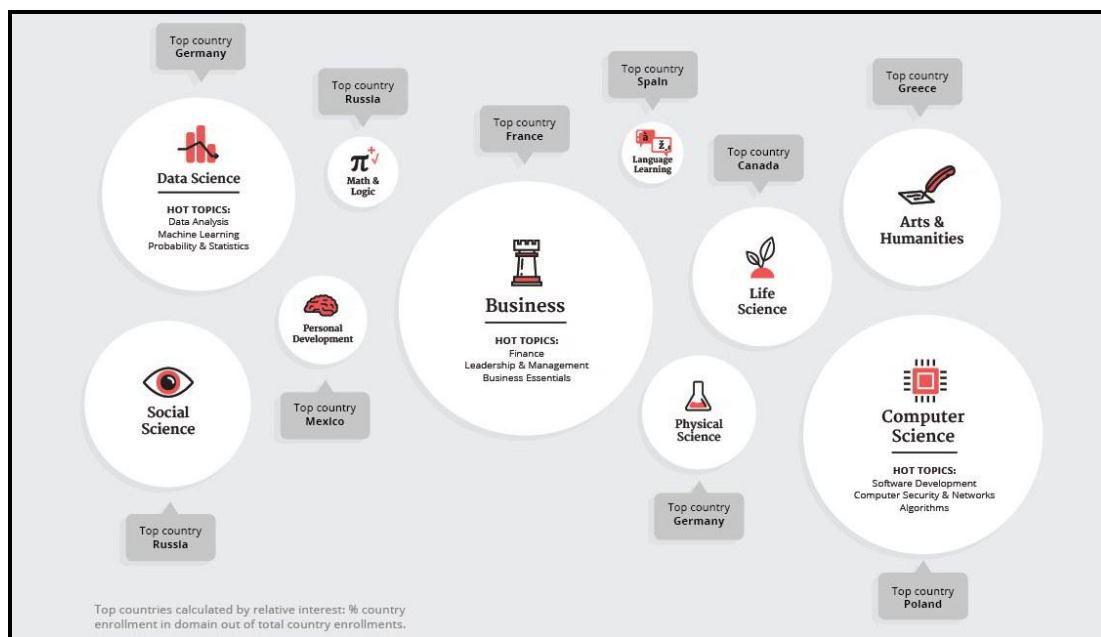 Top country
Germany
Data Science
HOT TOPICS:
Data Analysis
Machine Learning
Probability & Statistics
Top country
Russia
Math &
Logic
Top country
France
Business
HOT TOPICS:
Finance
Leadership & Management
Business Essentials
Top country
Spain
à
ž
Language
Learning
Top country
Canada
Life
Science
Top country
Greece
Arts &
Humanities
Personal
Development
Top country
Mexico
Social
Science
Top country
Russia
Physical
Science
Top country
Germany
Computer
Science
HOT TOPICS:
Software Development
Computer Security & Networks
Algorithms
Top country
Poland
Top countries calculated by relative interest: % country
enrollment in domain out of total country enrollments.